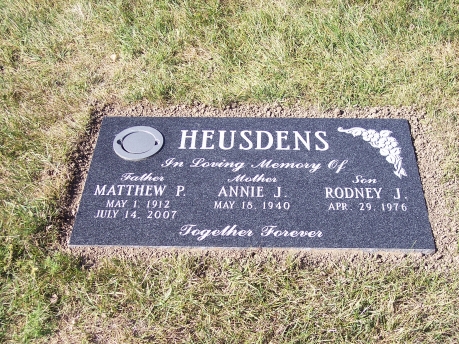 HEUSDENS
In Loving Memory Of
Father Mother Son
MATTHEW P. ANNIE J. RODNEY J.
MAY 1, 1912 MAY 18, 1940 APR. 29, 1976
JULY 14, 2007
Together Forever